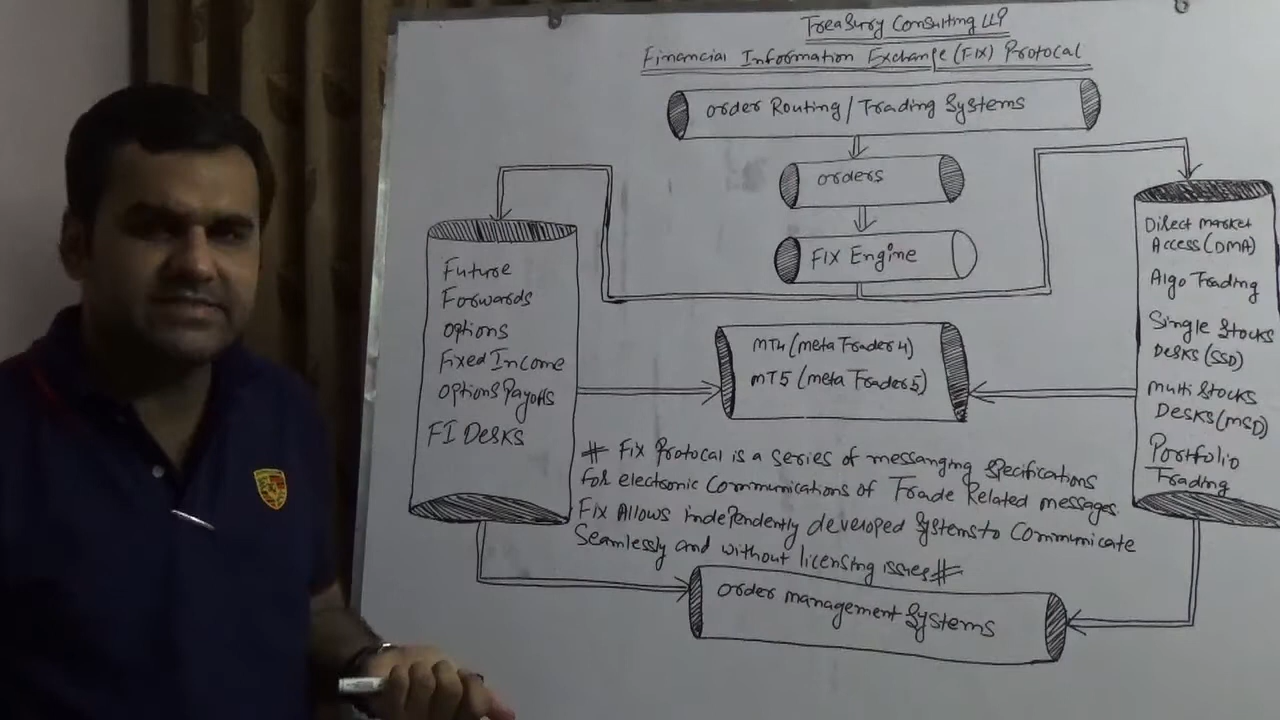 Treasury Consulting LLP
Financial Information Exchange (FIX) Protocal
Order Routing / Trading Systems
Orders
FIX Engine
Future
Forwards
Options
Fixed Income
Options Payoffs
FI Desks
MT4 (meta Trader 4)
MT5 (meta Trader 5)
Direct market
Access (DMA)
Algo Trading
Single Stocks
Desks (SSD)
Multi Stocks
Desks (MSD)
Portfolio
Trading
# Fix Protocal is a series of messanging specifications
for electronic communications of Trade Related messages.
Fix Allows independently developed Systems to Communicate
Seamlessly and without licensing issies #
Order management Systems